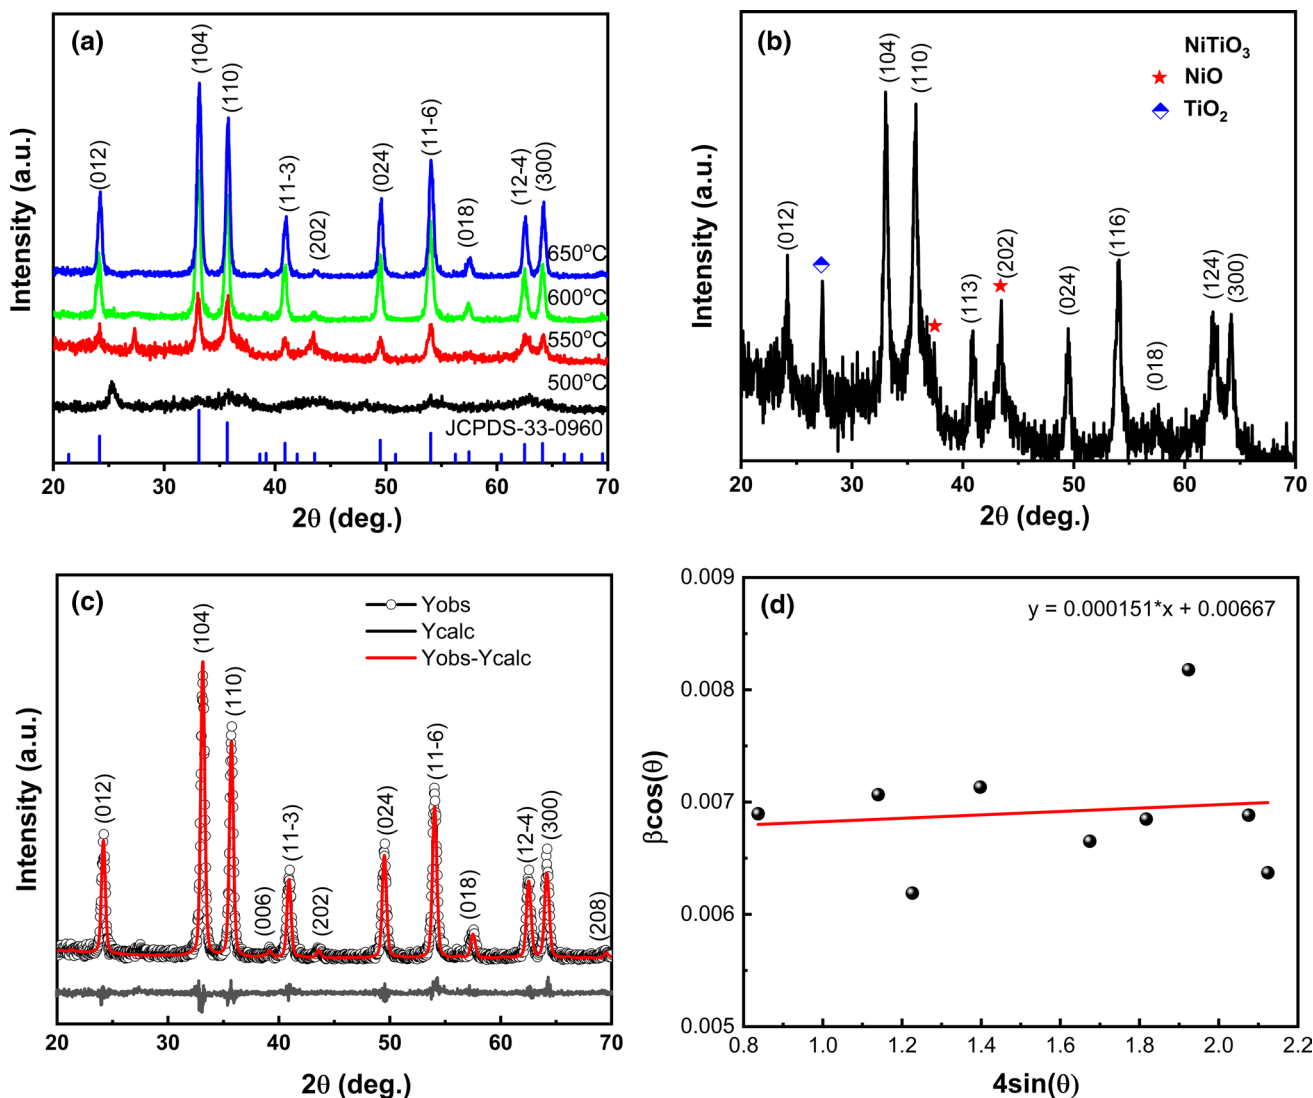 (a)
(012)
(104)
(110)
(11-3)
(202)
(024)
(11-6)
(018)
(12-4)
(300)
650°C
600°C
550°C
500°C
JCPDS-33-0960
Intensity (a.u.)
20 30 40 50 60 70
2θ (deg.)
(b)
NiTiO3
NiO
TiO2
(012)
(104)
(110)
(113)
(202)
(024)
(116)
(018)
(124)
(300)
Intensity (a.u.)
20 30 40 50 60 70
2θ (deg.)
(c)
Yobs
Ycalc
Yobs-Ycalc
(012)
(104)
(110)
(006)
(11-3)
(202)
(024)
(11-6)
(018)
(12-4)
(300)
(208)
Intensity (a.u.)
20 30 40 50 60 70
2θ (deg.)
(d)
y = 0.000151*x + 0.00667
0.009
0.008
0.007
0.006
0.005
βcos(θ)
0.8 1.0 1.2 1.4 1.6 1.8 2.0 2.2
4sin(θ)